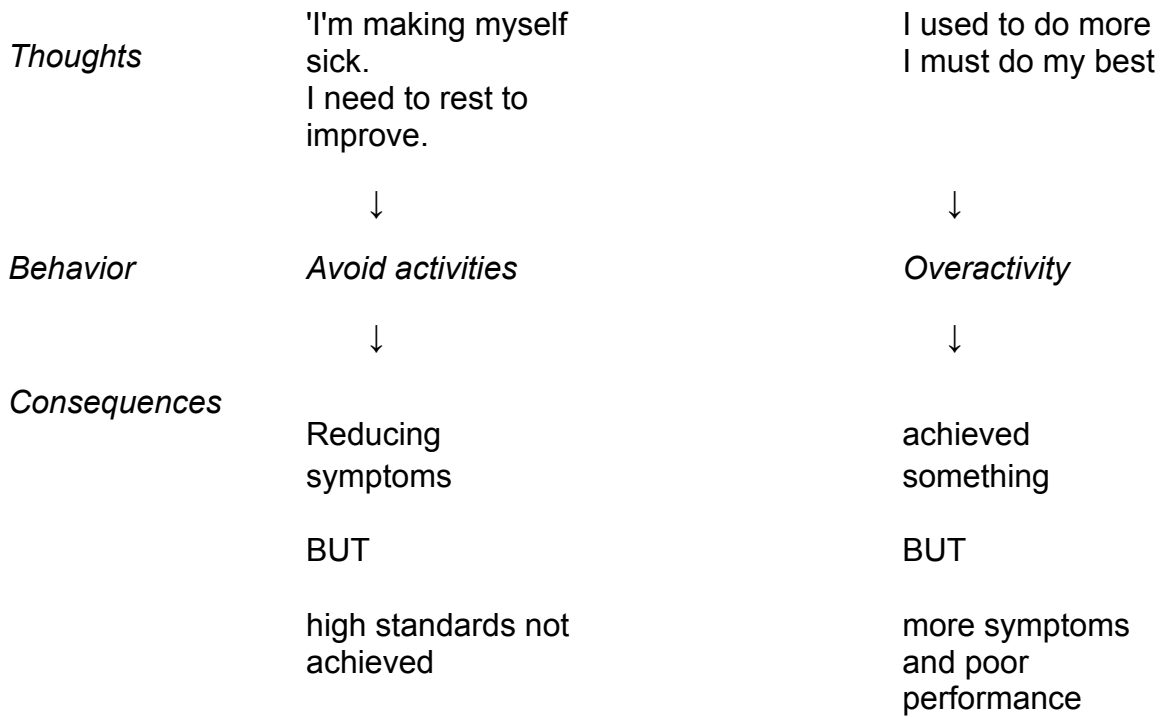 Thoughts
'I'm making myself
sick.
I need to rest to
improve.
I used to do more
I must do my best
↓
↓
Behavior
Avoid activities
Overactivity
↓
↓
Consequences
Reducing
symptoms
BUT
high standards not
achieved
achieved
something
BUT
more symptoms
and poor
performance